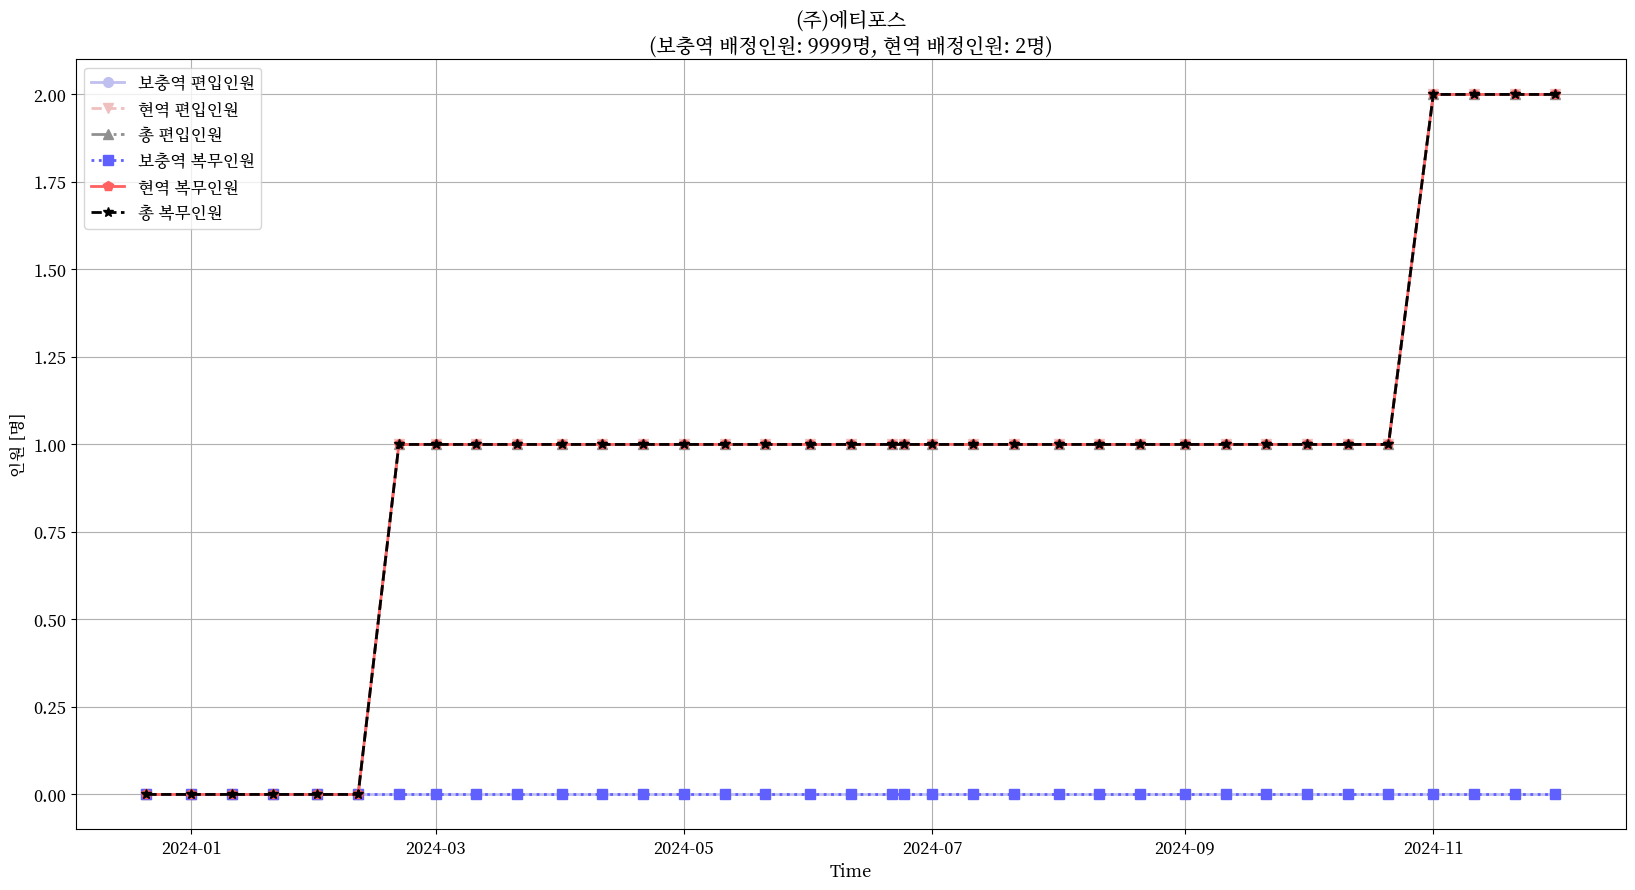 (주)에티포스
(보충역 배정인원: 9999명, 현역 배정인원: 2명)
보충역 편입인원
현역 편입인원
총 편입인원
보충역 복무인원
현역 복무인원
총 복무인원
2.00
1.75
1.50
1.25
1.00
0.75
0.50
0.25
0.00
인원 [명]
2024-01
2024-03
2024-05
2024-07
2024-09
2024-11
Time